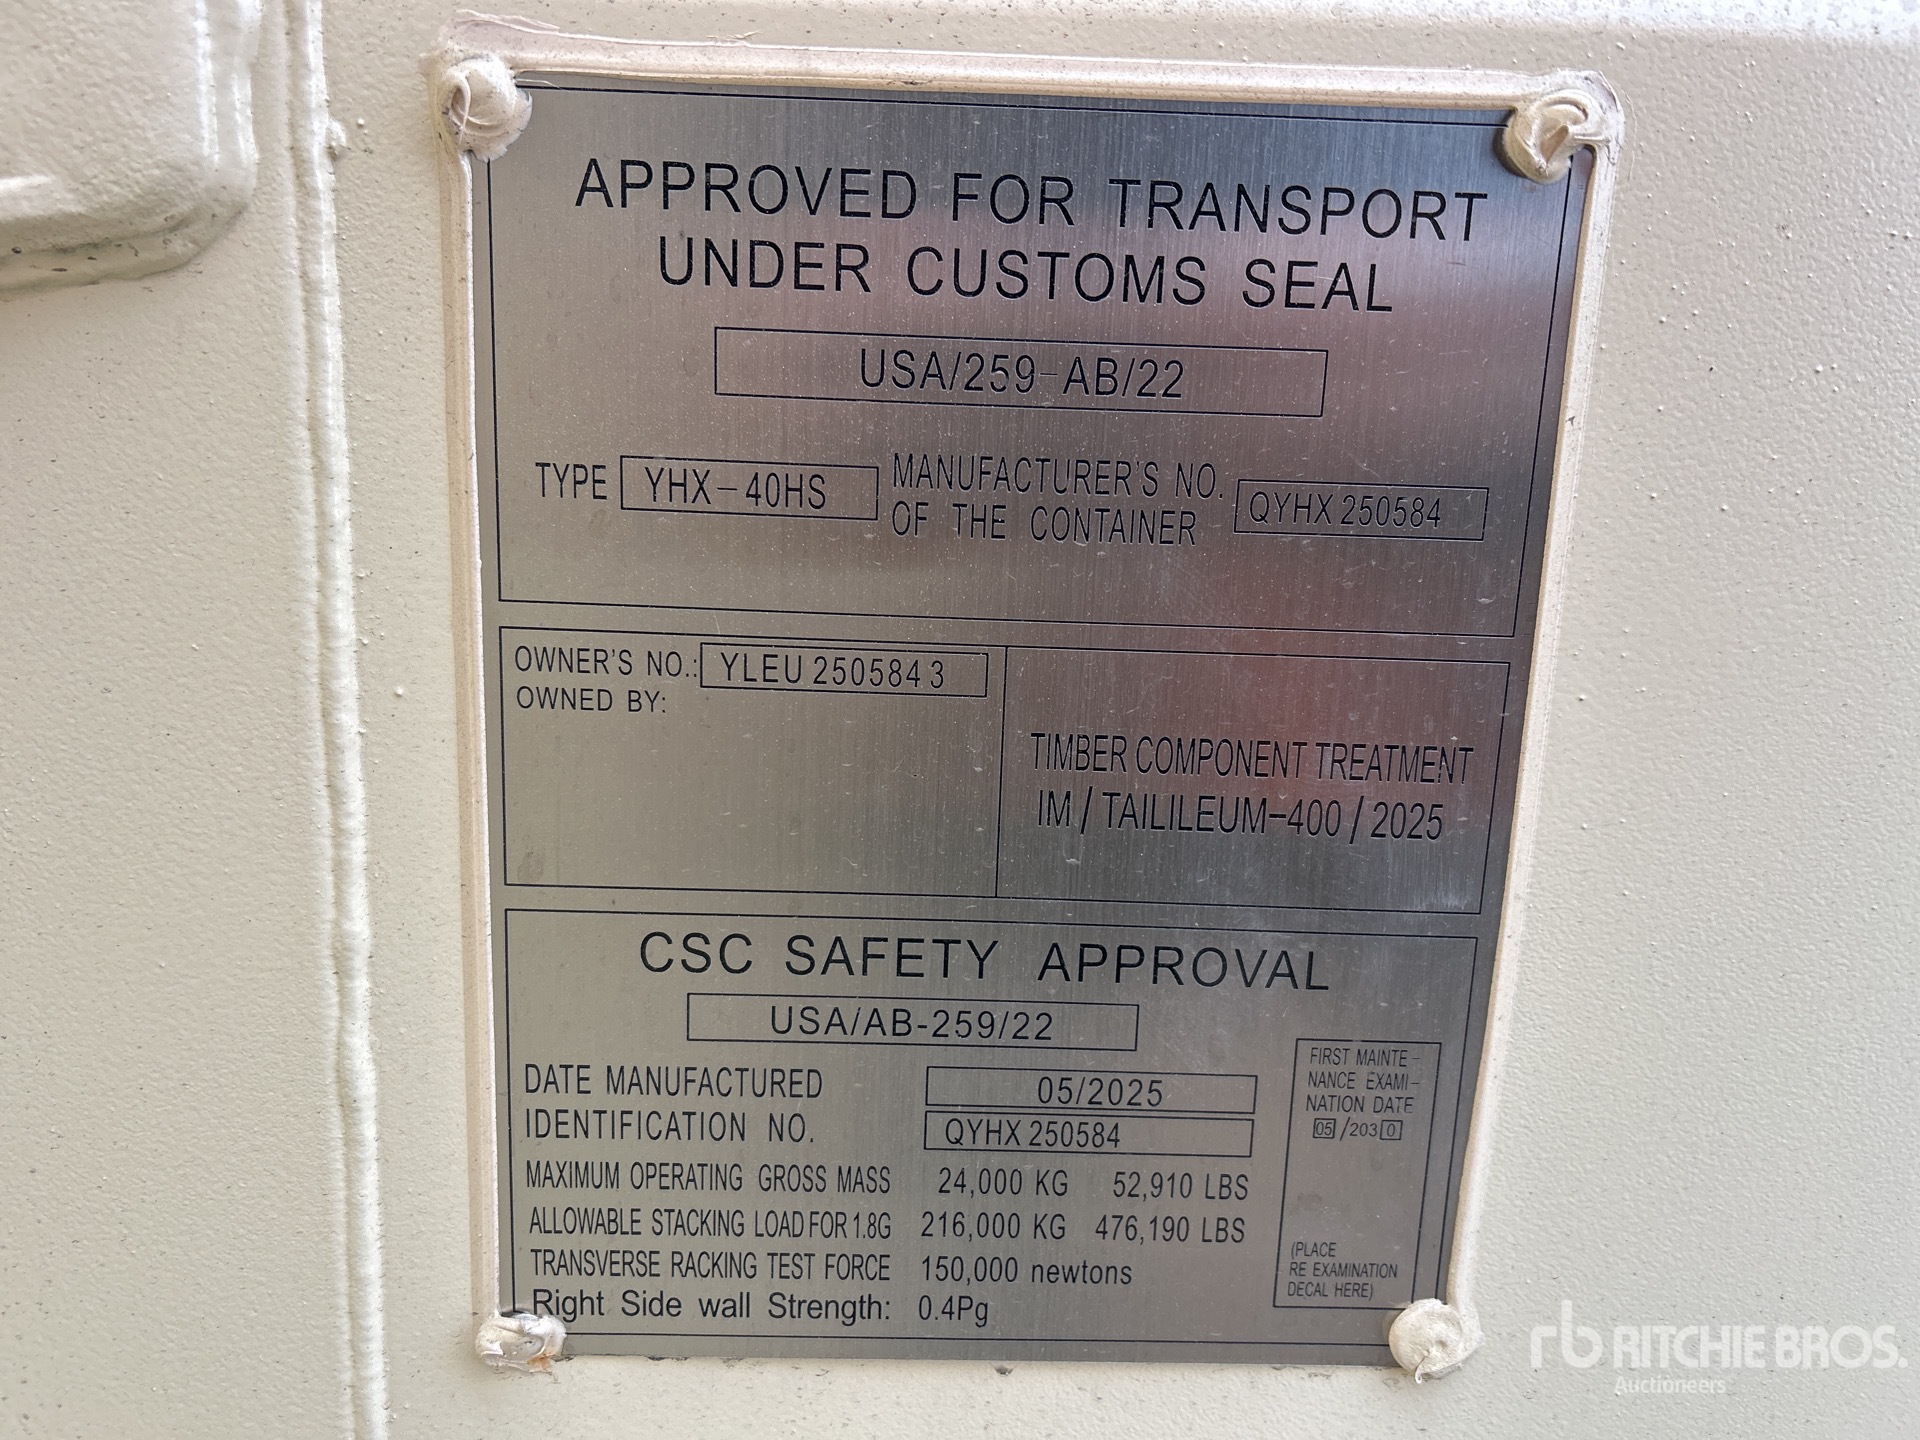 APPROVED FOR TRANSPORT
UNDER CUSTOMS SEAL
USA/259-AB/22
TYPE YHX-40HS
MANUFACTURER'S NO.
OF THE CONTAINER
QYHX250584
OWNER'S NO.: YLEU 250584 3
OWNED BY:
TIMBER COMPONENT TREATMENT
IM / TAILILEUM-400 / 2025
CSC SAFETY APPROVAL
USA/AB-259/22
DATE MANUFACTURED 05/2025
IDENTIFICATION NO. QYHX250584
MAXIMUM OPERATING GROSS MASS 24,000 KG 52,910 LBS
ALLOWABLE STACKING LOAD FOR 1.8G 216,000 KG 476,190 LBS
TRANSVERSE RACKING TEST FORCE 150,000 newtons
Right Side wall Strength: 0.4Pg
FIRST MAINTE-
NANCE EXAMI-
NATION DATE
05/2030
(PLACE
RE EXAMINATION
DECAL HERE)
rb RITCHIE BROS.
Auctioneers